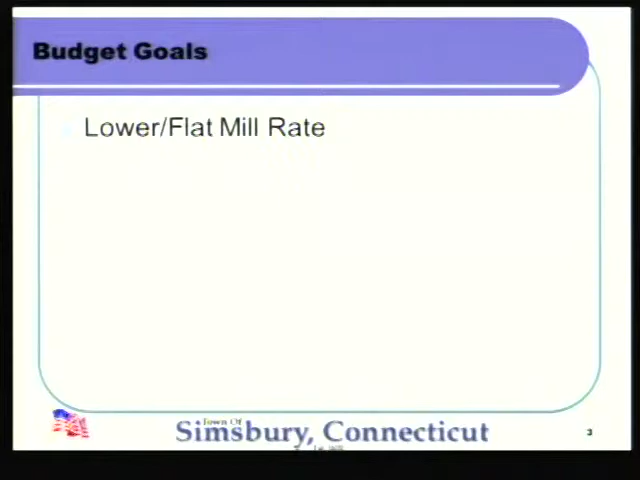 Budget Goals
Lower/Flat Mill Rate
Town Of
Simsbury, Connecticut
3